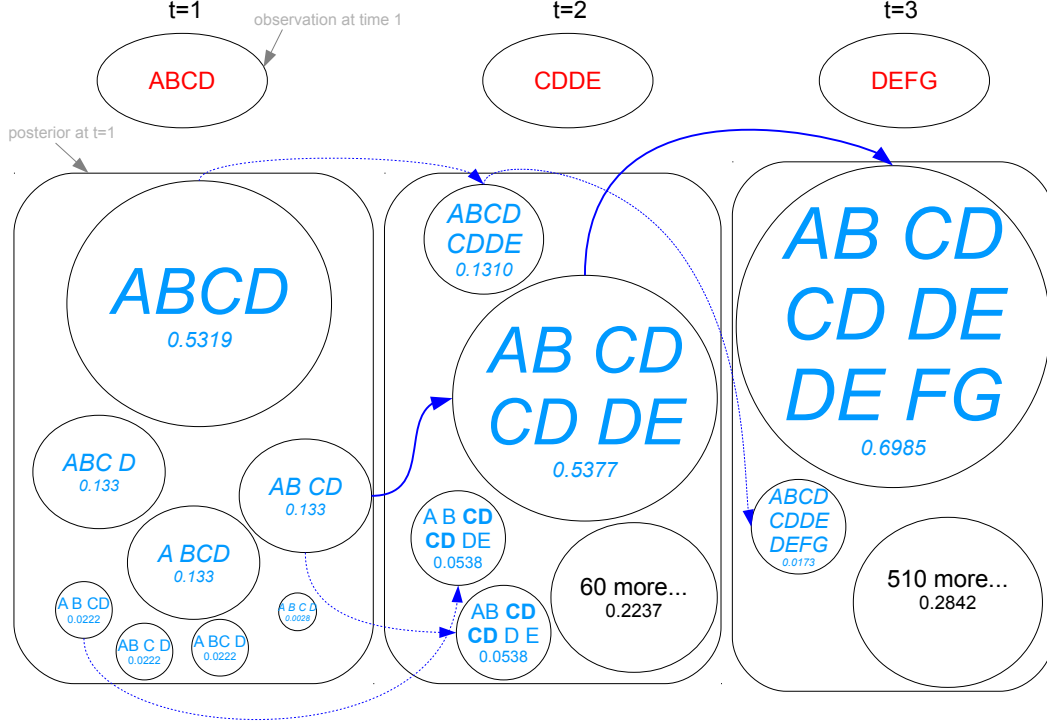 t=1
t=2
t=3
observation at time 1
ABCD
CDDE
DEFG
posterior at t=1
ABCD
0.5319
ABC D
0.133
AB CD
0.133
A BCD
0.133
A B CD
0.0222
AB C D
0.0222
A BC D
0.0222
A B C D
0.0028
ABCD
CDDE
0.1310
AB CD
CD DE
0.5377
A B CD
CD DE
0.0538
AB CD
CD D E
0.0538
60 more...
0.2237
AB CD
CD DE
DE FG
0.6985
ABCD
CDDE
DEFG
0.0173
510 more...
0.2842